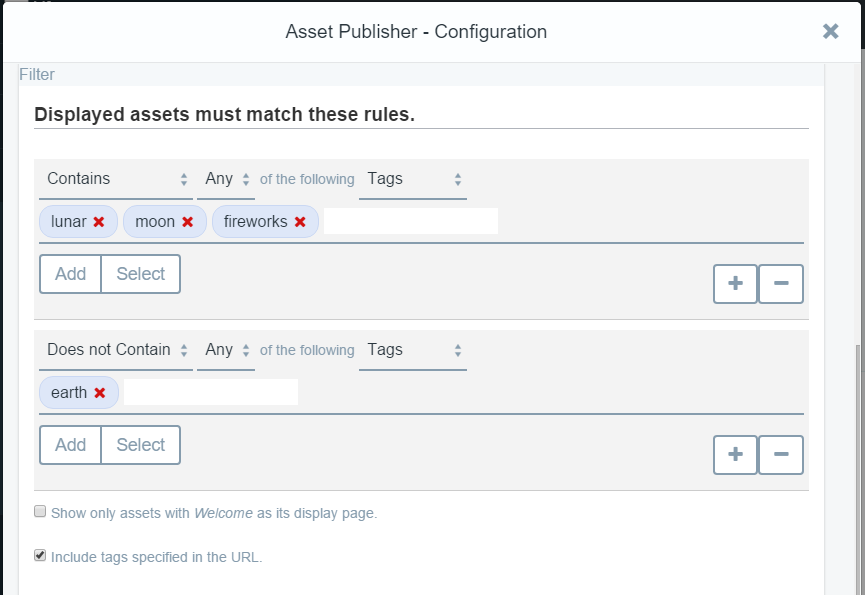 Asset Publisher - Configuration
Filter
Displayed assets must match these rules.
Contains Any of the following Tags
lunar moon fireworks
Add Select
Does not Contain Any of the following Tags
earth
Add Select
Show only assets with Welcome as its display page.
Include tags specified in the URL.